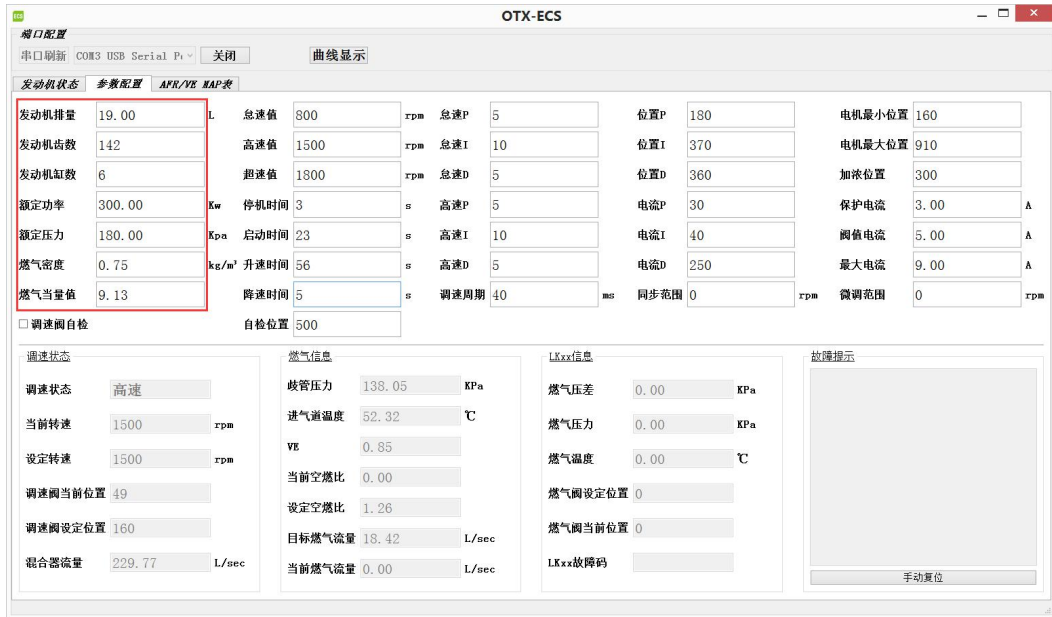 ECS OTX-ECS
端口配置
串口刷新 COM3 USB Serial P 关闭 曲线显示
发动机状态 参数配置 AFR/VE MAP表
发动机排量 19.00 L 怠速值 800 rpm 怠速P 5 位置P 180 电机最小位置 160
发动机齿数 142 高速值 1500 rpm 怠速I 10 位置I 370 电机最大位置 910
发动机缸数 6 超速值 1800 rpm 怠速D 5 位置D 360 加浓位置 300
额定功率 300.00 Kw 停机时间 3 s 高速P 5 电流P 30 保护电流 3.00 A
额定压力 180.00 Kpa 启动时间 23 s 高速I 10 电流I 40 阀值电流 5.00 A
燃气密度 0.75 kg/m³ 升速时间 56 s 高速D 5 电流D 250 最大电流 9.00 A
燃气当量值 9.13 降速时间 5 s 调速周期 40 ms 同步范围 0 rpm 微调范围 0 rpm
调速阀自检 自检位置 500
调速状态
调速状态 高速
当前转速 1500 rpm
设定转速 1500 rpm
调速阀当前位置 49
调速阀设定位置 160
混合器流量 229.77 L/sec
燃气信息
歧管压力 138.05 KPa
进气道温度 52.32 ℃
VE 0.85
当前空燃比 0.00
设定空燃比 1.26
目标燃气流量 18.42 L/sec
当前燃气流量 0.00 L/sec
LKxx信息
燃气压差 0.00 KPa
燃气压力 0.00 KPa
燃气温度 0.00 ℃
燃气阀设定位置 0
燃气阀当前位置 0
LKxx故障码
故障提示
手动复位